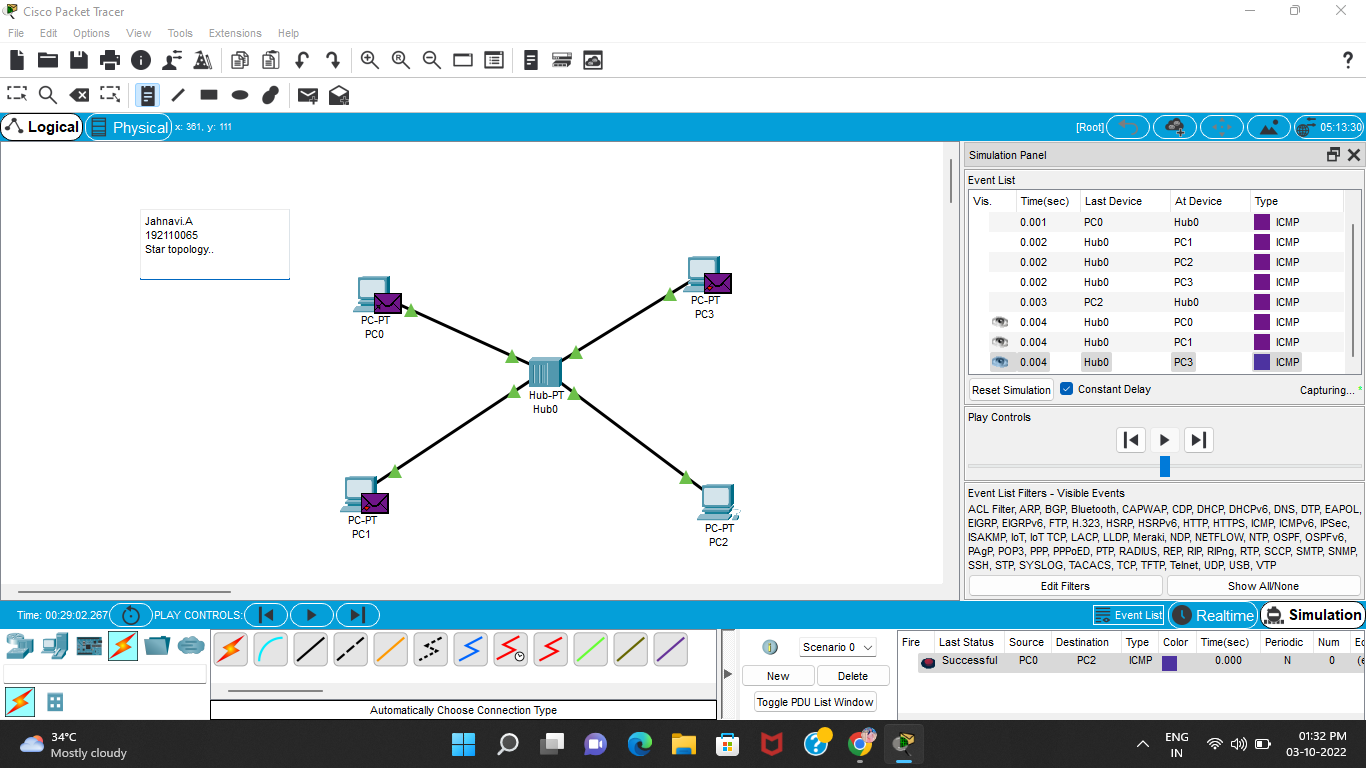 Cisco Packet Tracer
File Edit Options View Tools Extensions Help
?
Logical Physical x: 361, y: 111 [Root] 05:13:30
Jahnavi.A
192110065
Star topology..
PC-PT
PC0
PC-PT
PC3
Hub-PT
Hub0
PC-PT
PC1
PC-PT
PC2
Simulation Panel
Event List
Vis. Time(sec) Last Device At Device Type
0.001 PC0 Hub0 ICMP
0.002 Hub0 PC1 ICMP
0.002 Hub0 PC2 ICMP
0.002 Hub0 PC3 ICMP
0.003 PC2 Hub0 ICMP
0.004 Hub0 PC0 ICMP
0.004 Hub0 PC1 ICMP
0.004 Hub0 PC3 ICMP
Reset Simulation Constant Delay Capturing... *
Play Controls
Event List Filters - Visible Events
ACL Filter, ARP, BGP, Bluetooth, CAPWAP, CDP, DHCP, DHCPv6, DNS, DTP, EAPOL,
EIGRP, EIGRPv6, FTP, H.323, HSRP, HSRPv6, HTTP, HTTPS, ICMP, ICMPv6, IPSec,
ISAKMP, IoT, IoT TCP, LACP, LLDP, Meraki, NDP, NETFLOW, NTP, OSPF, OSPFv6,
PAgP, POP3, PPP, PPPoED, PTP, RADIUS, REP, RIP, RIPng, RTP, SCCP, SMTP, SNMP,
SSH, STP, SYSLOG, TACACS, TCP, TFTP, Telnet, UDP, USB, VTP
Edit Filters Show All/None
Time: 00:29:02.267 PLAY CONTROLS: Event List Realtime Simulation
Automatically Choose Connection Type
Scenario 0
New Delete
Toggle PDU List Window
Fire Last Status Source Destination Type Color Time(sec) Periodic Num Ec
Successful PC0 PC2 ICMP 0.000 N 0 (e
34°C
Mostly cloudy
ENG
IN
01:32 PM
03-10-2022